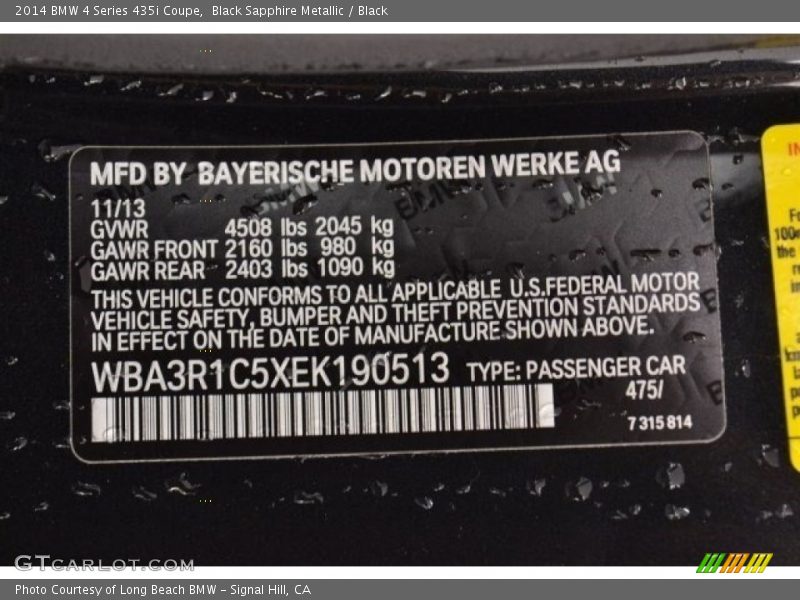 2014 BMW 4 Series 435i Coupe,  Black Sapphire Metallic / Black
MFD BY BAYERISCHE MOTOREN WERKE AG
11/13
GVWR 4508 lbs 2045 kg
GAWR FRONT 2160 lbs 980 kg
GAWR REAR 2403 lbs 1090 kg
THIS VEHICLE CONFORMS TO ALL APPLICABLE U.S.FEDERAL MOTOR
VEHICLE SAFETY, BUMPER AND THEFT PREVENTION STANDARDS
IN EFFECT ON THE DATE OF MANUFACTURE SHOWN ABOVE.
WBA3R1C5XEK190513 TYPE: PASSENGER CAR
475/
7 315 814
100
the
GTCARLOT.COM
Photo Courtesy of Long Beach BMW – Signal Hill, CA